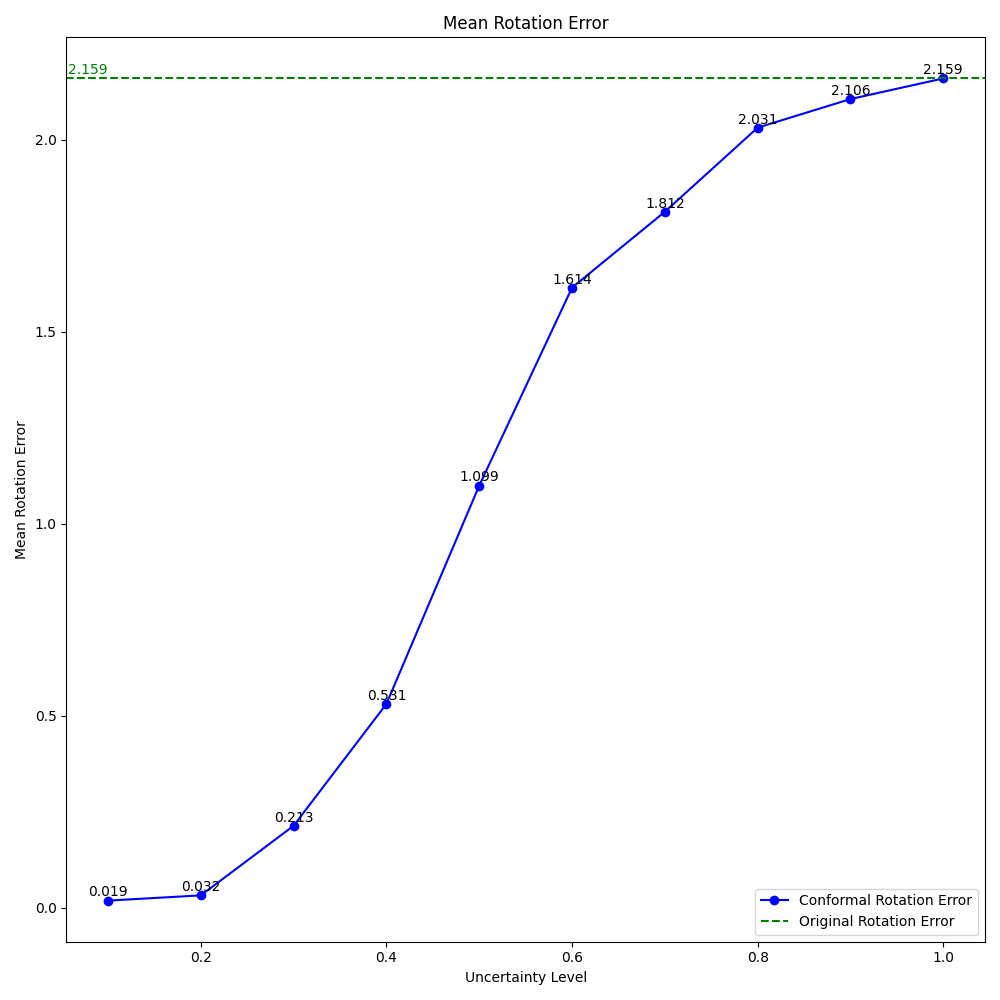 Mean Rotation Error
2.159
2.159
2.106
2.031
1.812
1.614
1.099
0.531
0.213
0.032
0.019
2.0
1.5
1.0
0.5
0.0
Mean Rotation Error
0.2 0.4 0.6 0.8 1.0
Uncertainty Level
Conformal Rotation Error
Original Rotation Error